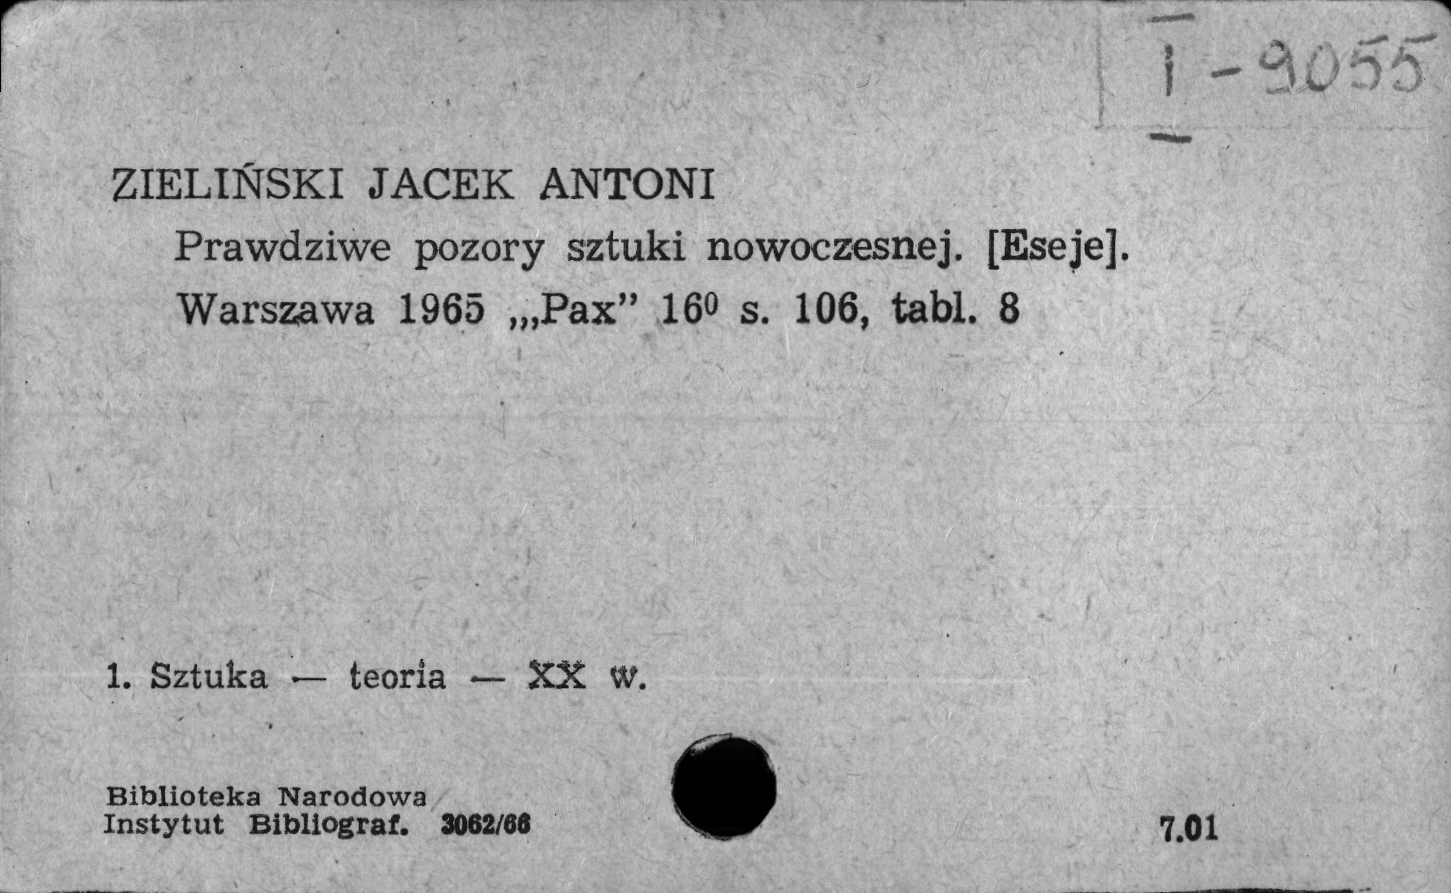 I - 9055
ZIELIŃSKI JACEK ANTONI
Prawdziwe pozory sztuki nowoczesnej. [Eseje].
Warszawa 1965 „„Pax” 16⁰ s. 106, tabl. 8
1. Sztuka — teoria — XX w.
Biblioteka Narodowa
Instytut Bibliograf. 3062/66
7.01